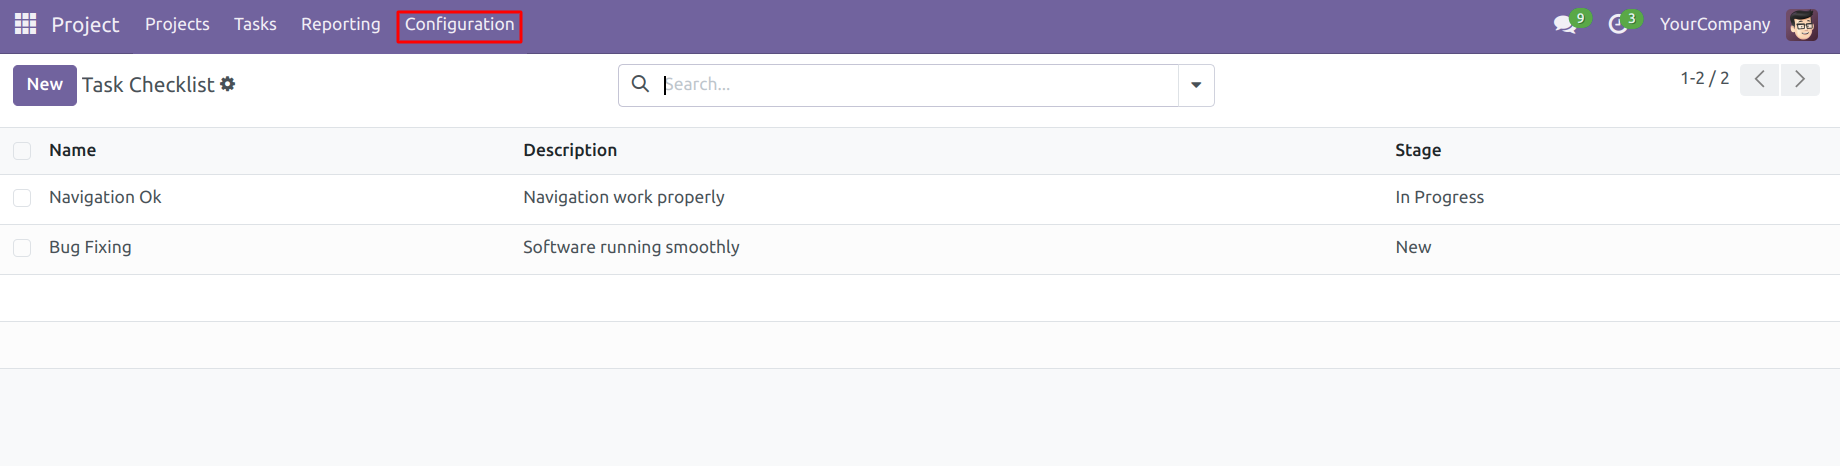 Project Projects Tasks Reporting Configuration 9 3 YourCompany
New Task Checklist Search... 1-2 / 2
Name Description Stage
Navigation Ok Navigation work properly In Progress
Bug Fixing Software running smoothly New